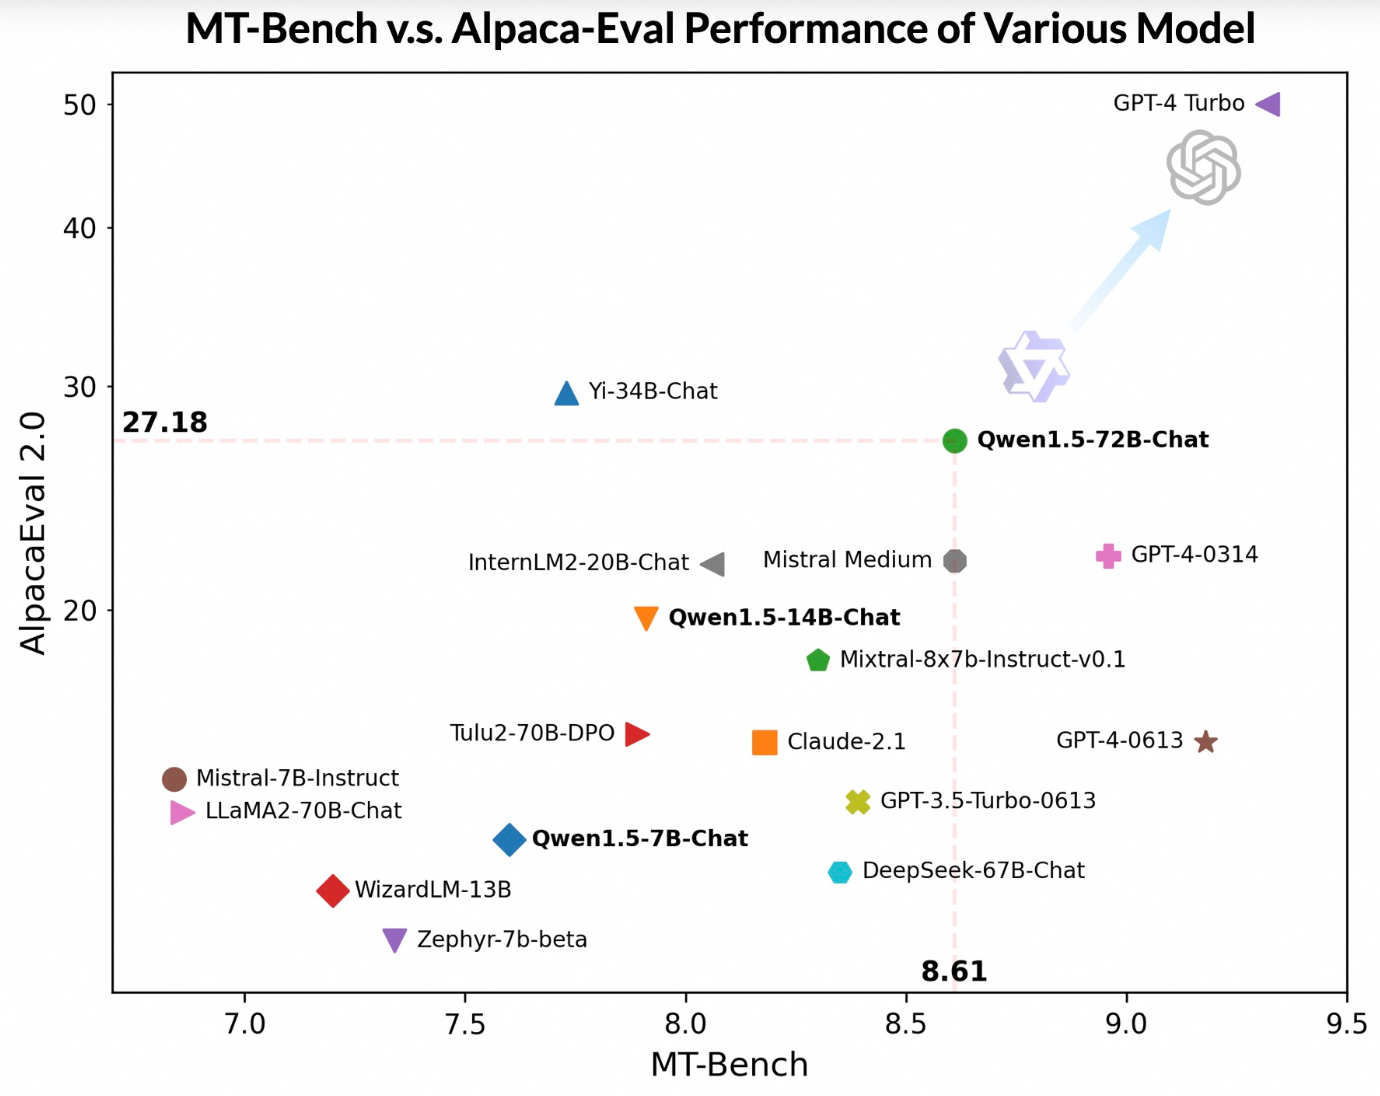 MT-Bench v.s. Alpaca-Eval Performance of Various Model
50
GPT-4 Turbo
40
30
Yi-34B-Chat
27.18
Qwen1.5-72B-Chat
AlpacaEval 2.0
InternLM2-20B-Chat
Mistral Medium
GPT-4-0314
20
Qwen1.5-14B-Chat
Mixtral-8x7b-Instruct-v0.1
Tulu2-70B-DPO
Claude-2.1
GPT-4-0613
Mistral-7B-Instruct
LLaMA2-70B-Chat
GPT-3.5-Turbo-0613
Qwen1.5-7B-Chat
DeepSeek-67B-Chat
WizardLM-13B
Zephyr-7b-beta
8.61
7.0 7.5 8.0 8.5 9.0 9.5
MT-Bench